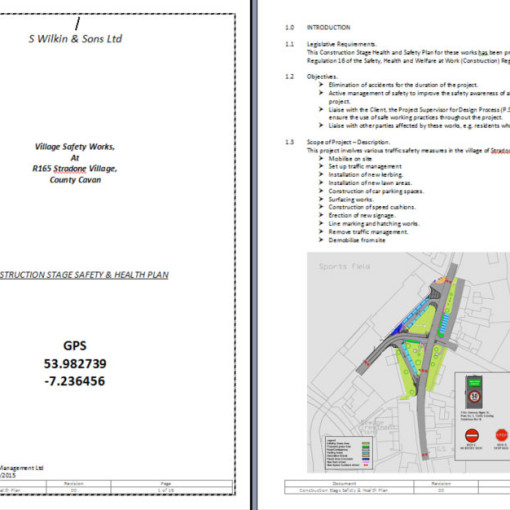 S Wilkin & Sons Ltd
Village Safety Works,
At
R165 Stradone Village,
County Cavan
STRUCTION STAGE SAFETY & HEALTH PLAN
GPS
53.982739
-7.236456
Management Ltd
/2015
Revision
Page
alth Plan
00
1 of 18
1.0 INTRODUCTION
1.1 Legislative Requirements.
This Construction Stage Health and Safety Plan for these works has been pr
Regulation 16 of the Safety, Health and Welfare at Work (Construction) Reg
1.2 Objectives.
➤ Elimination of accidents for the duration of the project.
➤ Active management of safety to improve the safety awareness of a
project.
➤ Liaise with the Client, the Project Supervisor for Design Process (P.S
ensure the use of safe working practices throughout the project.
➤ Liaise with other parties affected by these works, e.g. residents wh
1.3 Scope of Project – Description.
This project involves various traffic safety measures in the village of Strado
➤ Mobilise on site
➤ Set up traffic management
➤ Installation of new kerbing.
➤ Installation of new lawn areas.
➤ Construction of car parking spaces.
➤ Surfacing works.
➤ Construction of speed cushions.
➤ Erection of new signage.
➤ Line marking and hatching works.
➤ Remove traffic management.
➤ Demobilise from site
Sports Field
Document
Revision
Construction Stage Safety & Health Plan
00